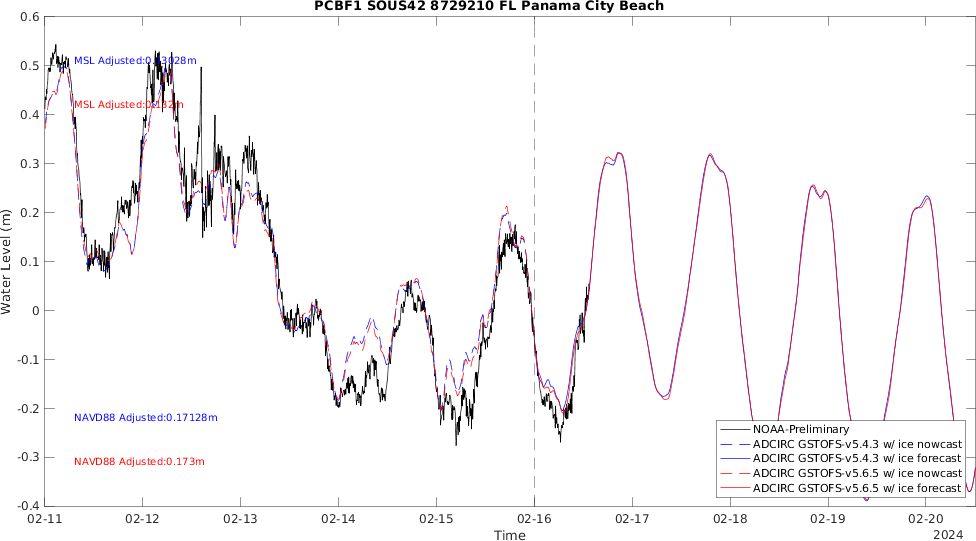 PCBF1 SOUS42 8729210 FL Panama City Beach
0.6
0.5
0.4
0.3
0.2
0.1
0
-0.1
-0.2
-0.3
-0.4
Water Level (m)
MSL Adjusted:0.13028m
MSL Adjusted:0.132m
NAVD88 Adjusted:0.17128m
NAVD88 Adjusted:0.173m
NOAA-Preliminary
ADCIRC GSTOFS-v5.4.3 w/ ice nowcast
ADCIRC GSTOFS-v5.4.3 w/ ice forecast
ADCIRC GSTOFS-v5.6.5 w/ ice nowcast
ADCIRC GSTOFS-v5.6.5 w/ ice forecast
02-11 02-12 02-13 02-14 02-15 02-16 02-17 02-18 02-19 02-20
Time
2024